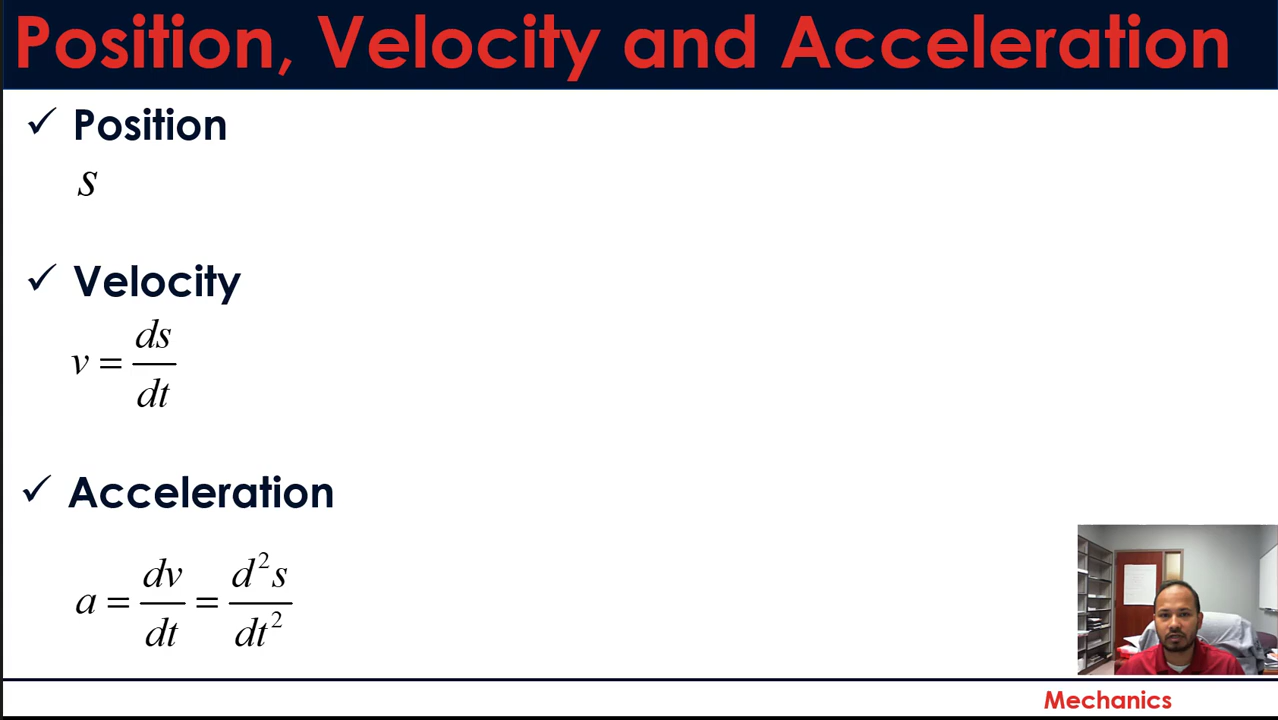 Position, Velocity and Acceleration
✓ Position
s
✓ Velocity
v = ds/dt
✓ Acceleration
a = dv/dt = d²s/dt²
Mechanics